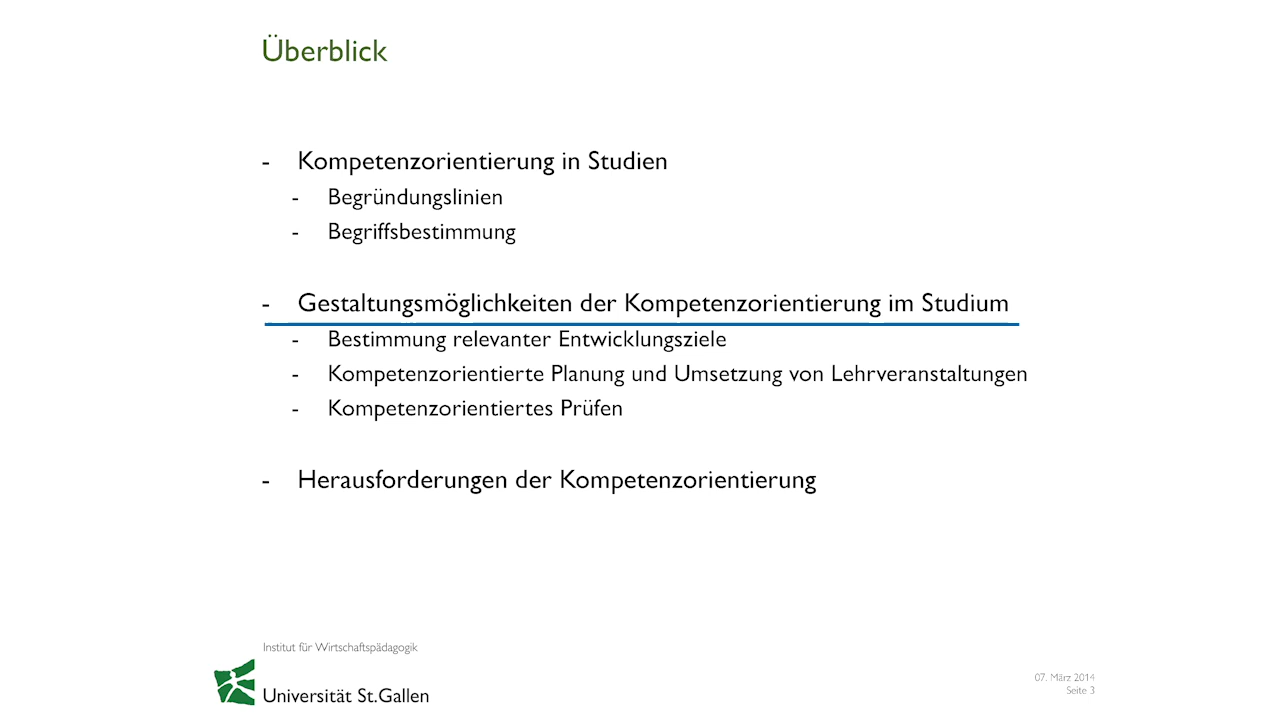 Überblick
- Kompetenzorientierung in Studien
- Begründungslinien
- Begriffsbestimmung
- Gestaltungsmöglichkeiten der Kompetenzorientierung im Studium
- Bestimmung relevanter Entwicklungsziele
- Kompetenzorientierte Planung und Umsetzung von Lehrveranstaltungen
- Kompetenzorientiertes Prüfen
- Herausforderungen der Kompetenzorientierung
Institut für Wirtschaftspädagogik
Universität St.Gallen
07. März 2014
Seite 3